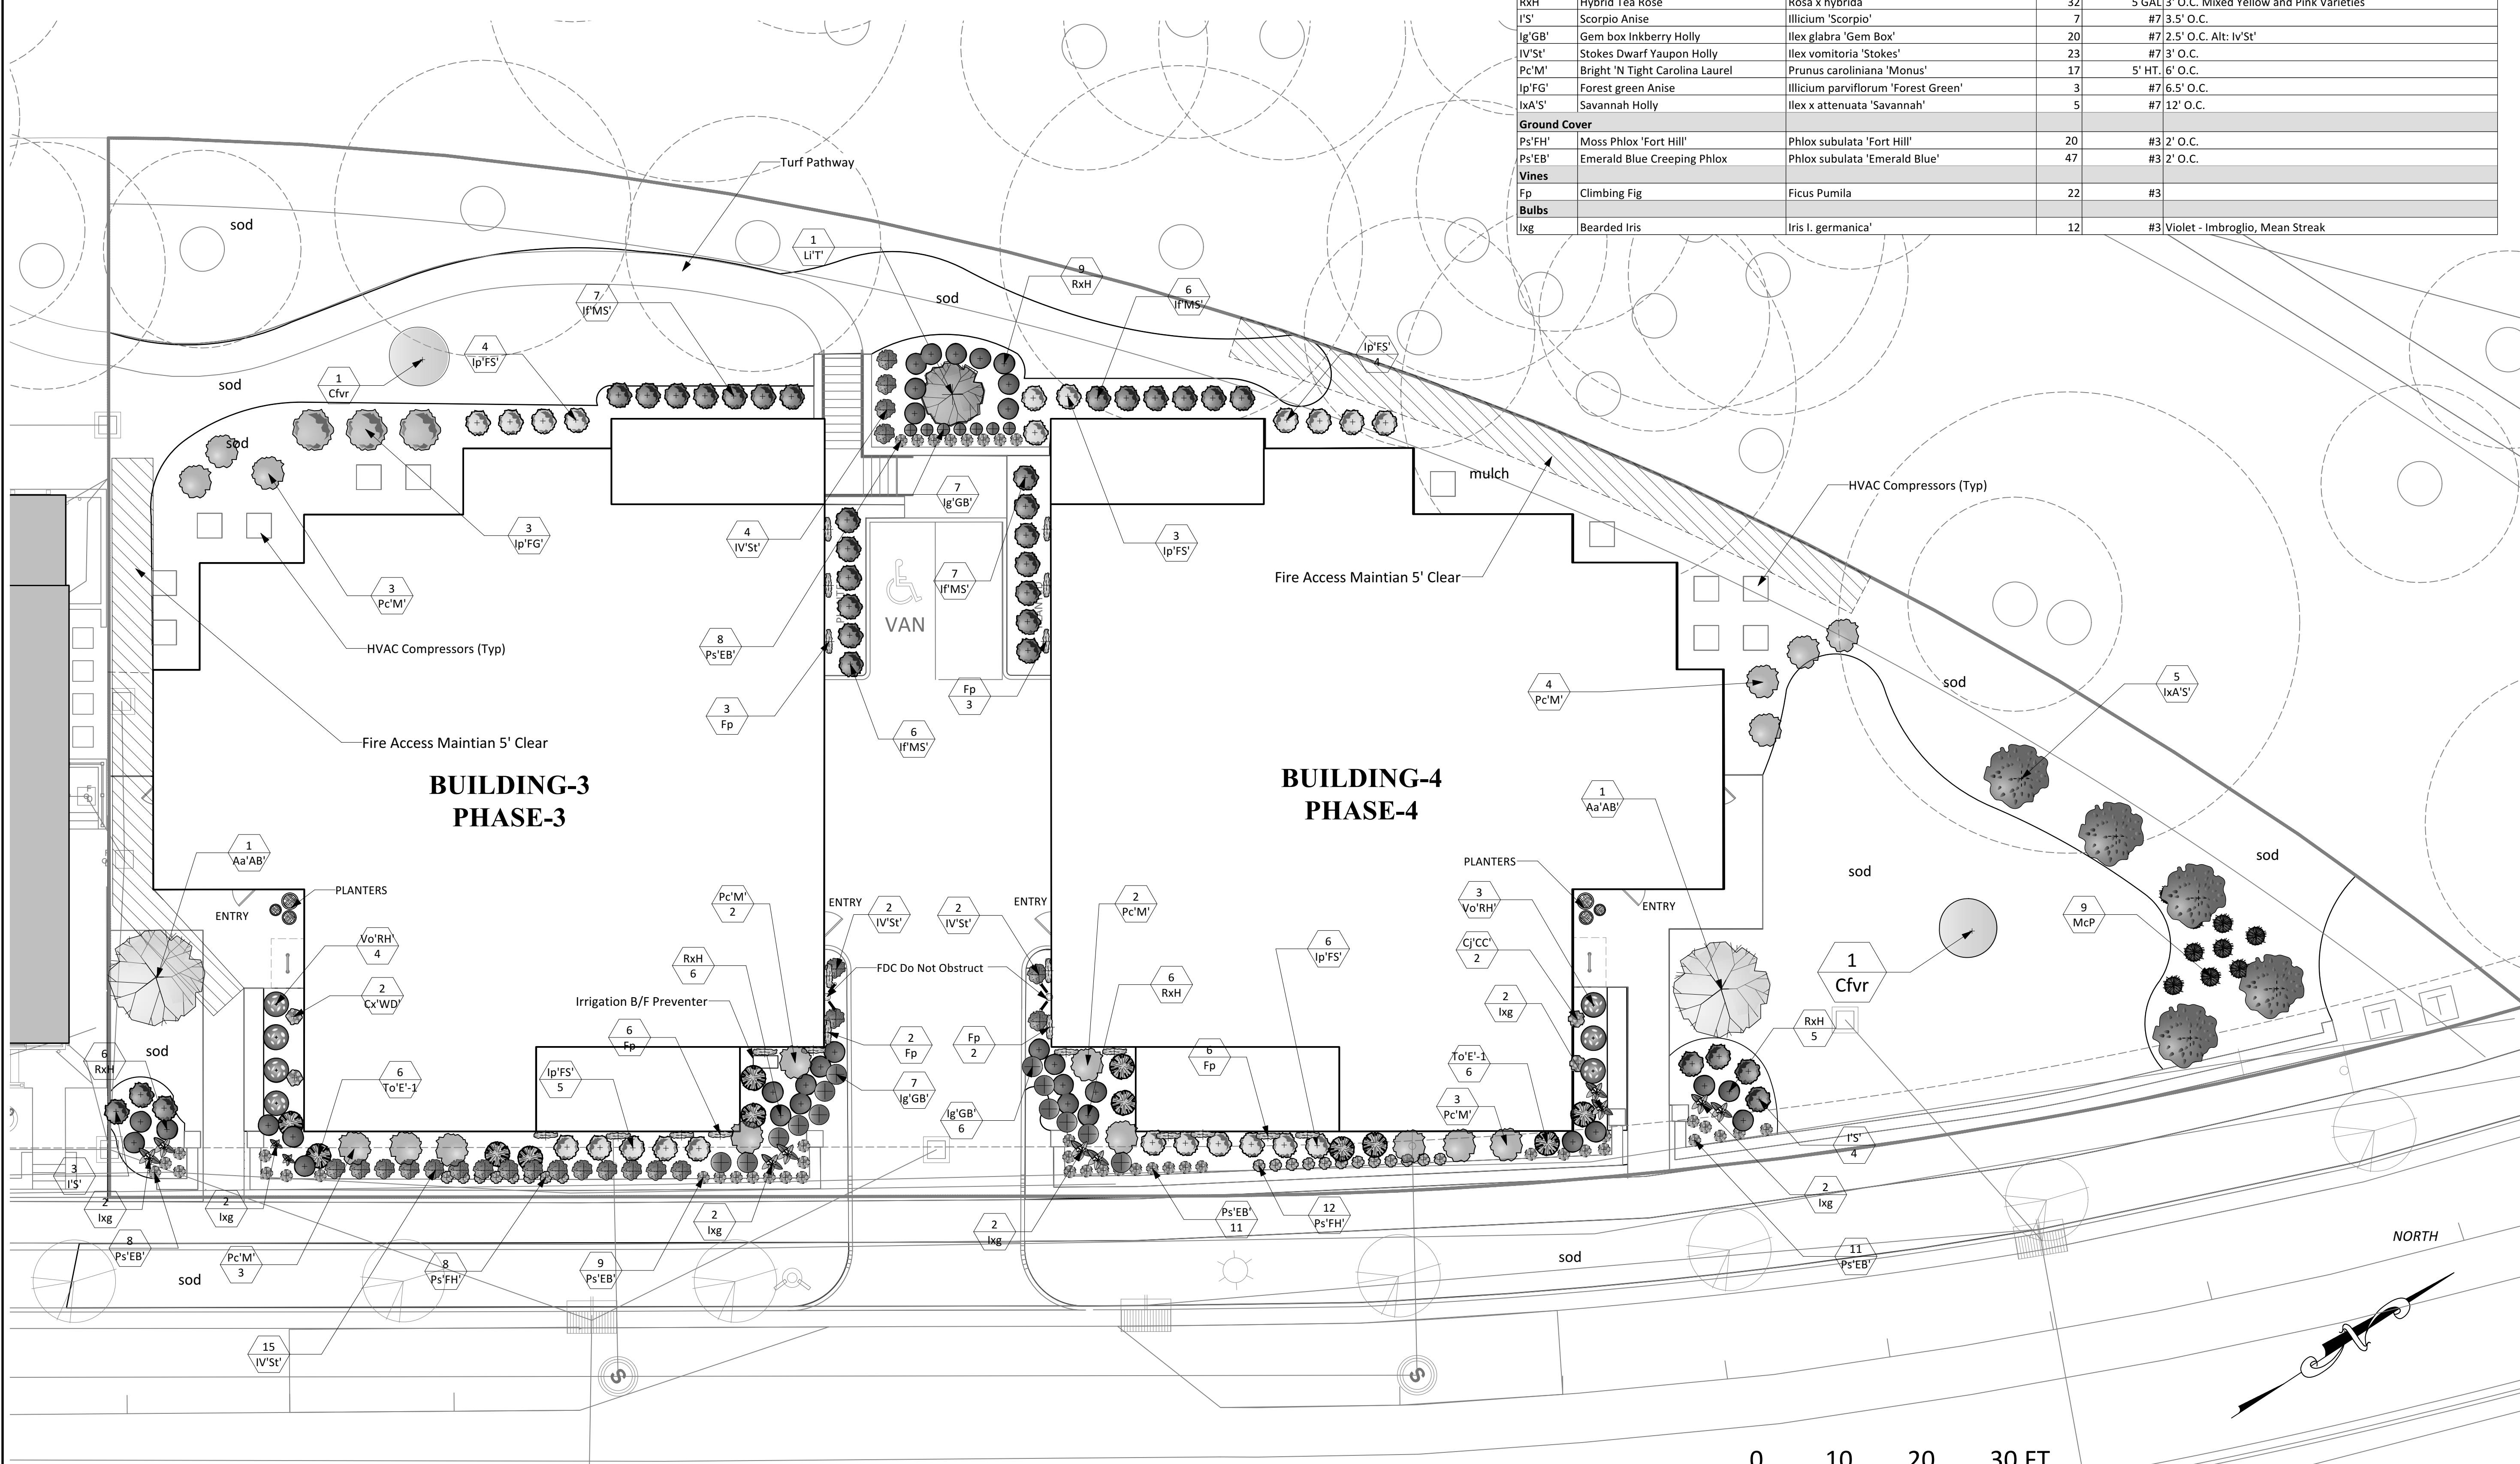 RxH Hybrid Tea Rose Rosa x hybrida 32 5 GAL 3' O.C. Mixed Yellow and Pink Varieties
I'S' Scorpio Anise Illicium 'Scorpio' 7 #7 3.5' O.C.
Ig'GB' Gem box Inkberry Holly Ilex glabra 'Gem Box' 20 #7 2.5' O.C. Alt: Iv'St'
IV'St' Stokes Dwarf Yaupon Holly Ilex vomitoria 'Stokes' 23 #7 3' O.C.
Pc'M' Bright 'N Tight Carolina Laurel Prunus caroliniana 'Monus' 17 5' HT. 6' O.C.
Ip'FG' Forest green Anise Illicium parviflorum 'Forest Green' 3 #7 6.5' O.C.
IxA'S' Savannah Holly Ilex x attenuata 'Savannah' 5 #7 12' O.C.
Ground Cover
Ps'FH' Moss Phlox 'Fort Hill' Phlox subulata 'Fort Hill' 20 #3 2' O.C.
Ps'EB' Emerald Blue Creeping Phlox Phlox subulata 'Emerald Blue' 47 #3 2' O.C.
Vines
Fp Climbing Fig Ficus Pumila 22 #3
Bulbs
Ixg Bearded Iris Iris I. germanica' 12 #3 Violet - Imbroglio, Mean Streak
Turf Pathway
sod
1
Li'T'
9
RxH
6
If'MS'
7
If'MS'
sod
4
Ip'FS'
Ip'FS'
4
1
Cfvr
sod
sod
mulch
HVAC Compressors (Typ)
7
Ig'GB'
3
Ip'FG'
4
IV'St'
3
Ip'FS'
7
If'MS'
Fire Access Maintian 5' Clear
3
Pc'M'
VAN
8
Ps'EB'
HVAC Compressors (Typ)
3
Fp
Fp
3
6
If'MS'
4
Pc'M'
sod
5
IxA'S'
Fire Access Maintian 5' Clear
BUILDING-3
PHASE-3
BUILDING-4
PHASE-4
1
Aa'AB'
1
Aa'AB'
PLANTERS
PLANTERS
sod
sod
ENTRY
Pc'M'
2
ENTRY
2
IV'St'
2
IV'St'
ENTRY
2
Pc'M'
3
Vo'RH'
ENTRY
9
McP
Vo'RH'
4
RxH
6
FDC Do Not Obstruct
6
Ip'FS'
Cj'CC'
2
1
Cfvr
2
Cx'WD'
Irrigation B/F Preventer
6
RxH
2
Ixg
6
Fp
2
Fp
Fp
2
6
Fp
RxH
5
T
T
6
RxH
sod
6
To'E'-1
Ip'FS'
5
7
Ig'GB'
Ig'GB'
6
To'E'-1
6
3
Pc'M'
I'S'
4
3
I'S'
2
Ixg
2
Ixg
2
Ixg
2
Ixg
Ps'EB'
11
12
Ps'FH'
2
Ixg
8
Ps'EB'
Pc'M'
3
8
Ps'FH'
9
Ps'EB'
11
Ps'EB'
sod
sod
NORTH
15
IV'St'
S
S
0 10 20 30 FT